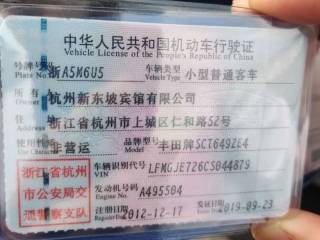 中华人民共和国机动车行驶证
Vehicle License of the People's Republic of China
号牌号码 浙A5M6U5 车辆类型 小型普通客车
Plate No. Vehicle Type
所有人 杭州新东坡宾馆有限公司
Owner
住址 浙江省杭州市上城区仁和路52号
使用性质 非营运 品牌型号 丰田牌SCT6492E4
Use Character Model
浙江省杭州市公安局交通警察支队
车辆识别代号 LFMGJE726CS044879
VIN
发动机号码 A495504
Engine No.
注册日期 2012-12-17 发证日期 2019-09-23